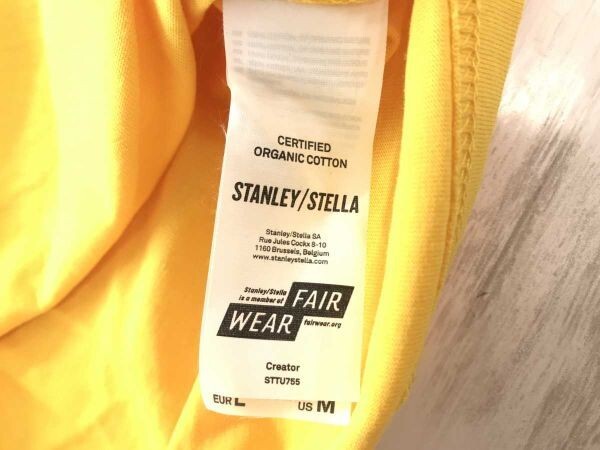 CERTIFIED
ORGANIC COTTON
STANLEY/STELLA
Stanley/Stella SA
Rue Jules Cockx 8-10
1160 Brussels, Belgium
www.stanleystella.com
Stanley/Stella
is a member of
FAIR
WEAR
fairwear.org
Creator
STTU755
EUR L US M